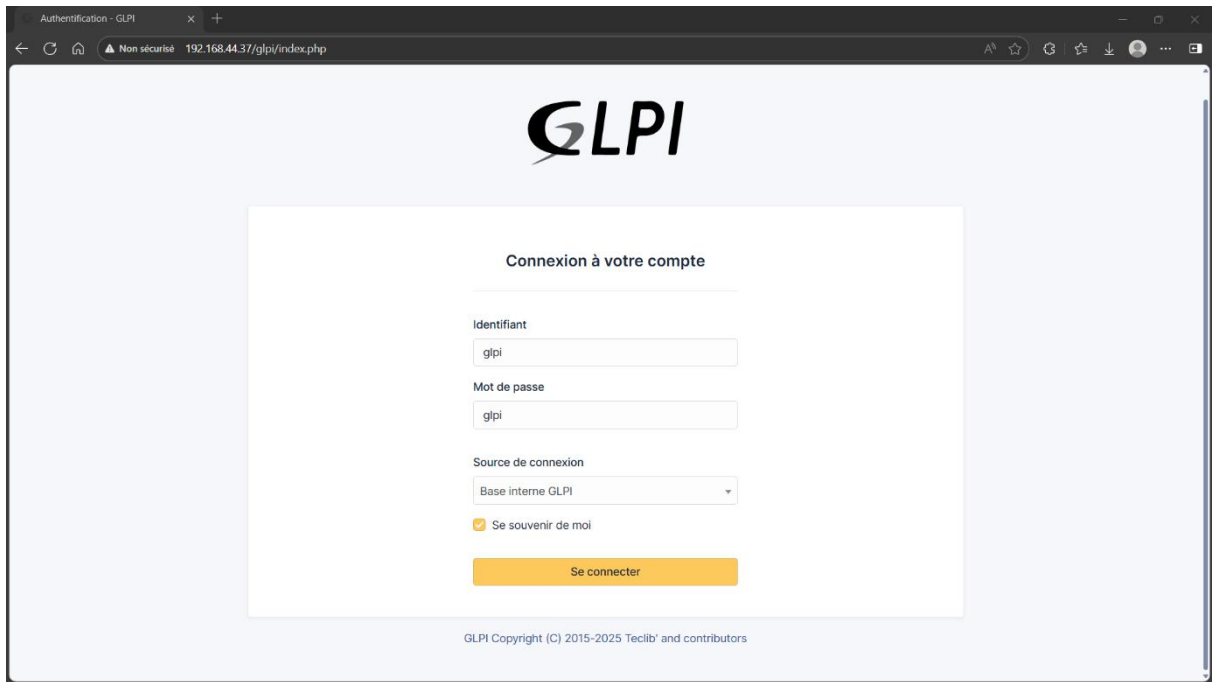 Authentification - GLPI
Non sécurisé 192.168.44.37/glpi/index.php
GLPI
Connexion à votre compte
Identifiant
glpi
Mot de passe
glpi
Source de connexion
Base interne GLPI
Se souvenir de moi
Se connecter
GLPI Copyright (C) 2015-2025 Teclib' and contributors